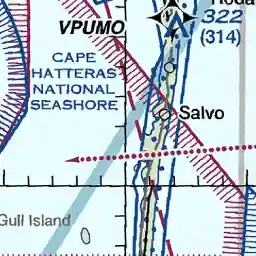 VPUMO
322
(314)
CAPE
HATTERAS
NATIONAL
SEASHORE
Salvo
Gull Island